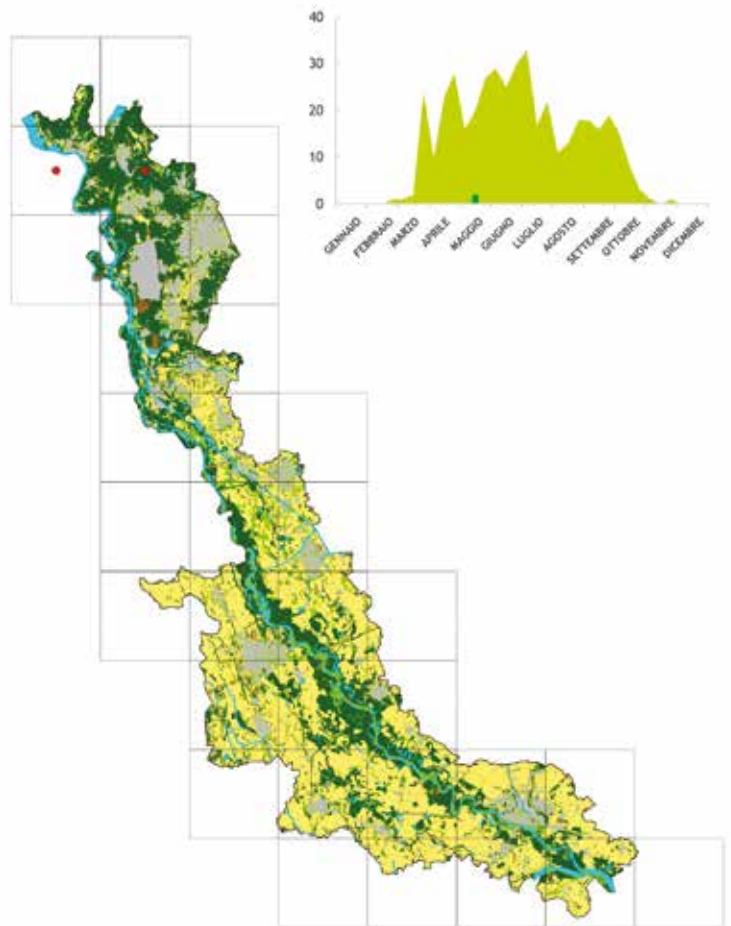 40
30
20
10
0
GENNAIO
FEBBRAIO
MARZO
APRILE
MAGGIO
GIUGNO
LUGLIO
AGOSTO
SETTEMBRE
OTTOBRE
NOVEMBRE
DICEMBRE